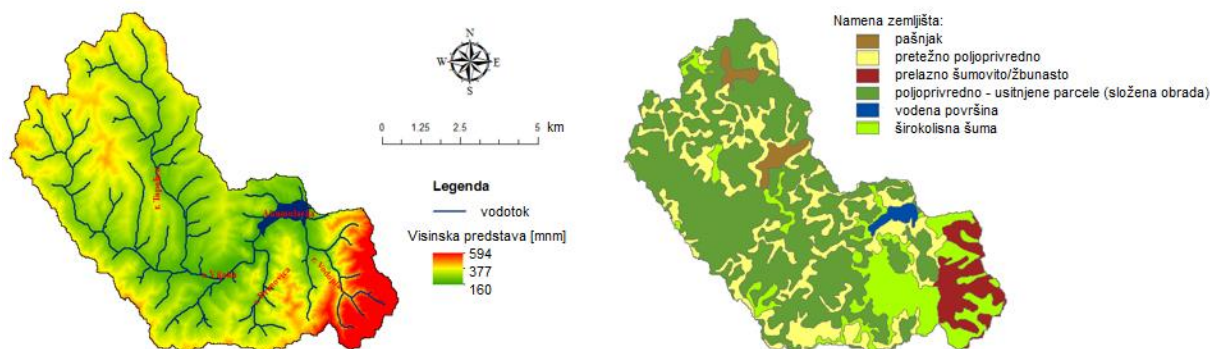 N
W E
S
0 1.25 2.5 5 km
Legenda
vodotok
Visinska predstava [mnm]
594
377
160
Namena zemljišta:
pašnjak
pretežno poljoprivredno
prelazno šumovito/žbunasto
poljoprivredno - usitnjene parcele (složena obrada)
vodena površina
širokolisna šuma